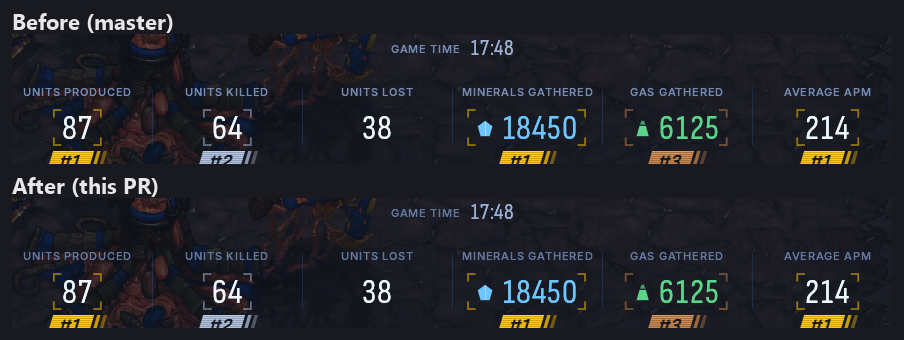 Before (master)
GAME TIME 17:48
UNITS PRODUCED UNITS KILLED UNITS LOST MINERALS GATHERED GAS GATHERED AVERAGE APM
87 64 38 18450 6125 214
#1 #2 #1 #3 #1
After (this PR)
GAME TIME 17:48
UNITS PRODUCED UNITS KILLED UNITS LOST MINERALS GATHERED GAS GATHERED AVERAGE APM
87 64 38 18450 6125 214
#1 #2 #1 #3 #1